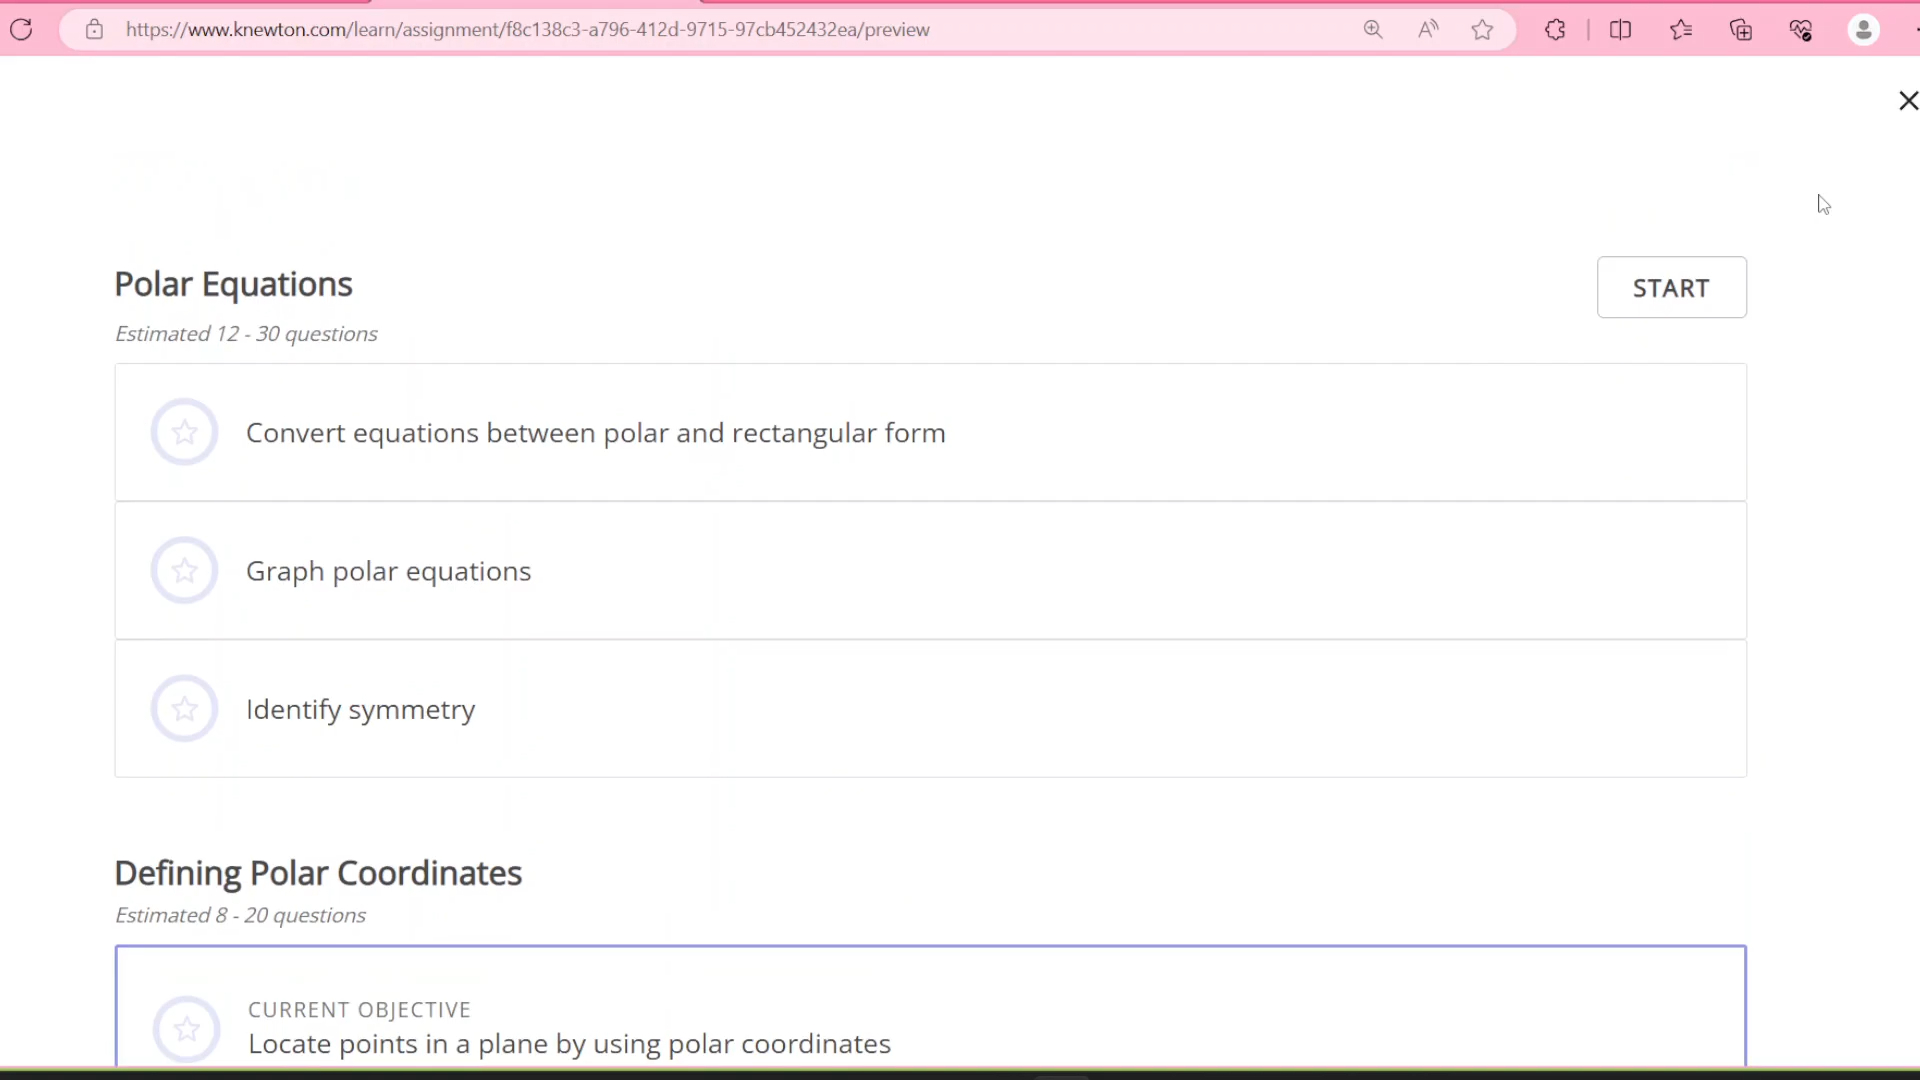 https://www.knewton.com/learn/assignment/f8c138c3-a796-412d-9715-97cb452432ea/preview
Polar Equations
START
Estimated 12 - 30 questions
Convert equations between polar and rectangular form
Graph polar equations
Identify symmetry
Defining Polar Coordinates
Estimated 8 - 20 questions
CURRENT OBJECTIVE
Locate points in a plane by using polar coordinates